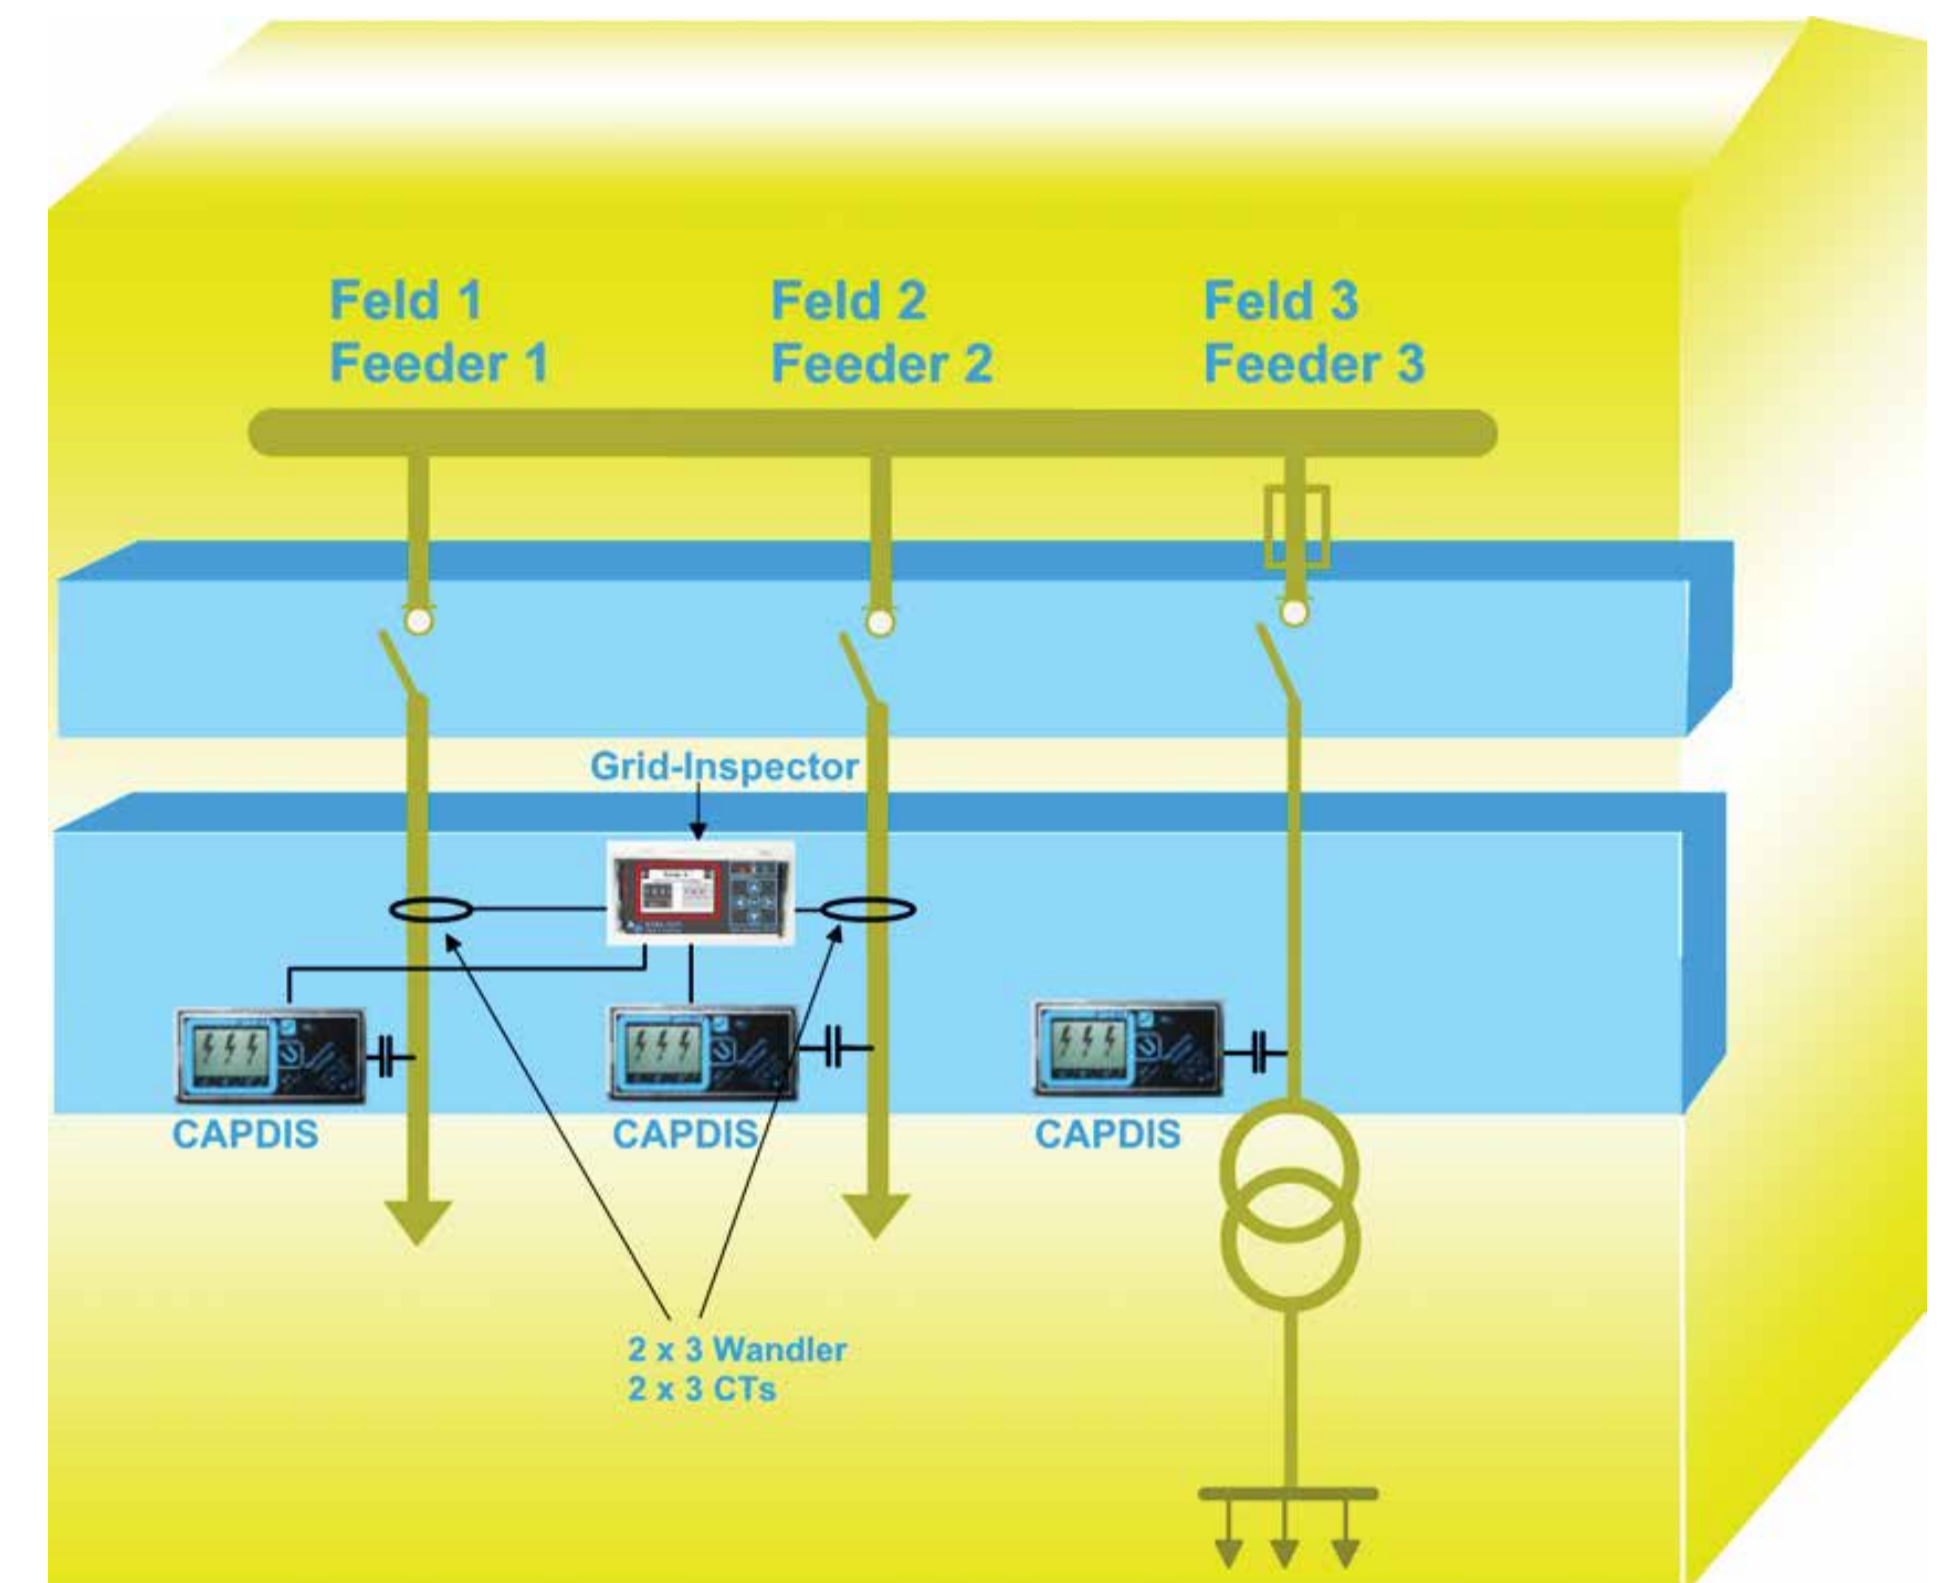 Feld 1
Feeder 1
Feld 2
Feeder 2
Feld 3
Feeder 3
Grid-Inspector
CAPDIS
CAPDIS
CAPDIS
2 x 3 Wandler
2 x 3 CTs